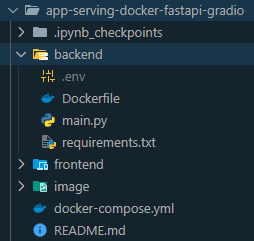 app-serving-docker-fastapi-gradio
.ipynb_checkpoints
backend
.env
Dockerfile
main.py
requirements.txt
frontend
image
docker-compose.yml
README.md